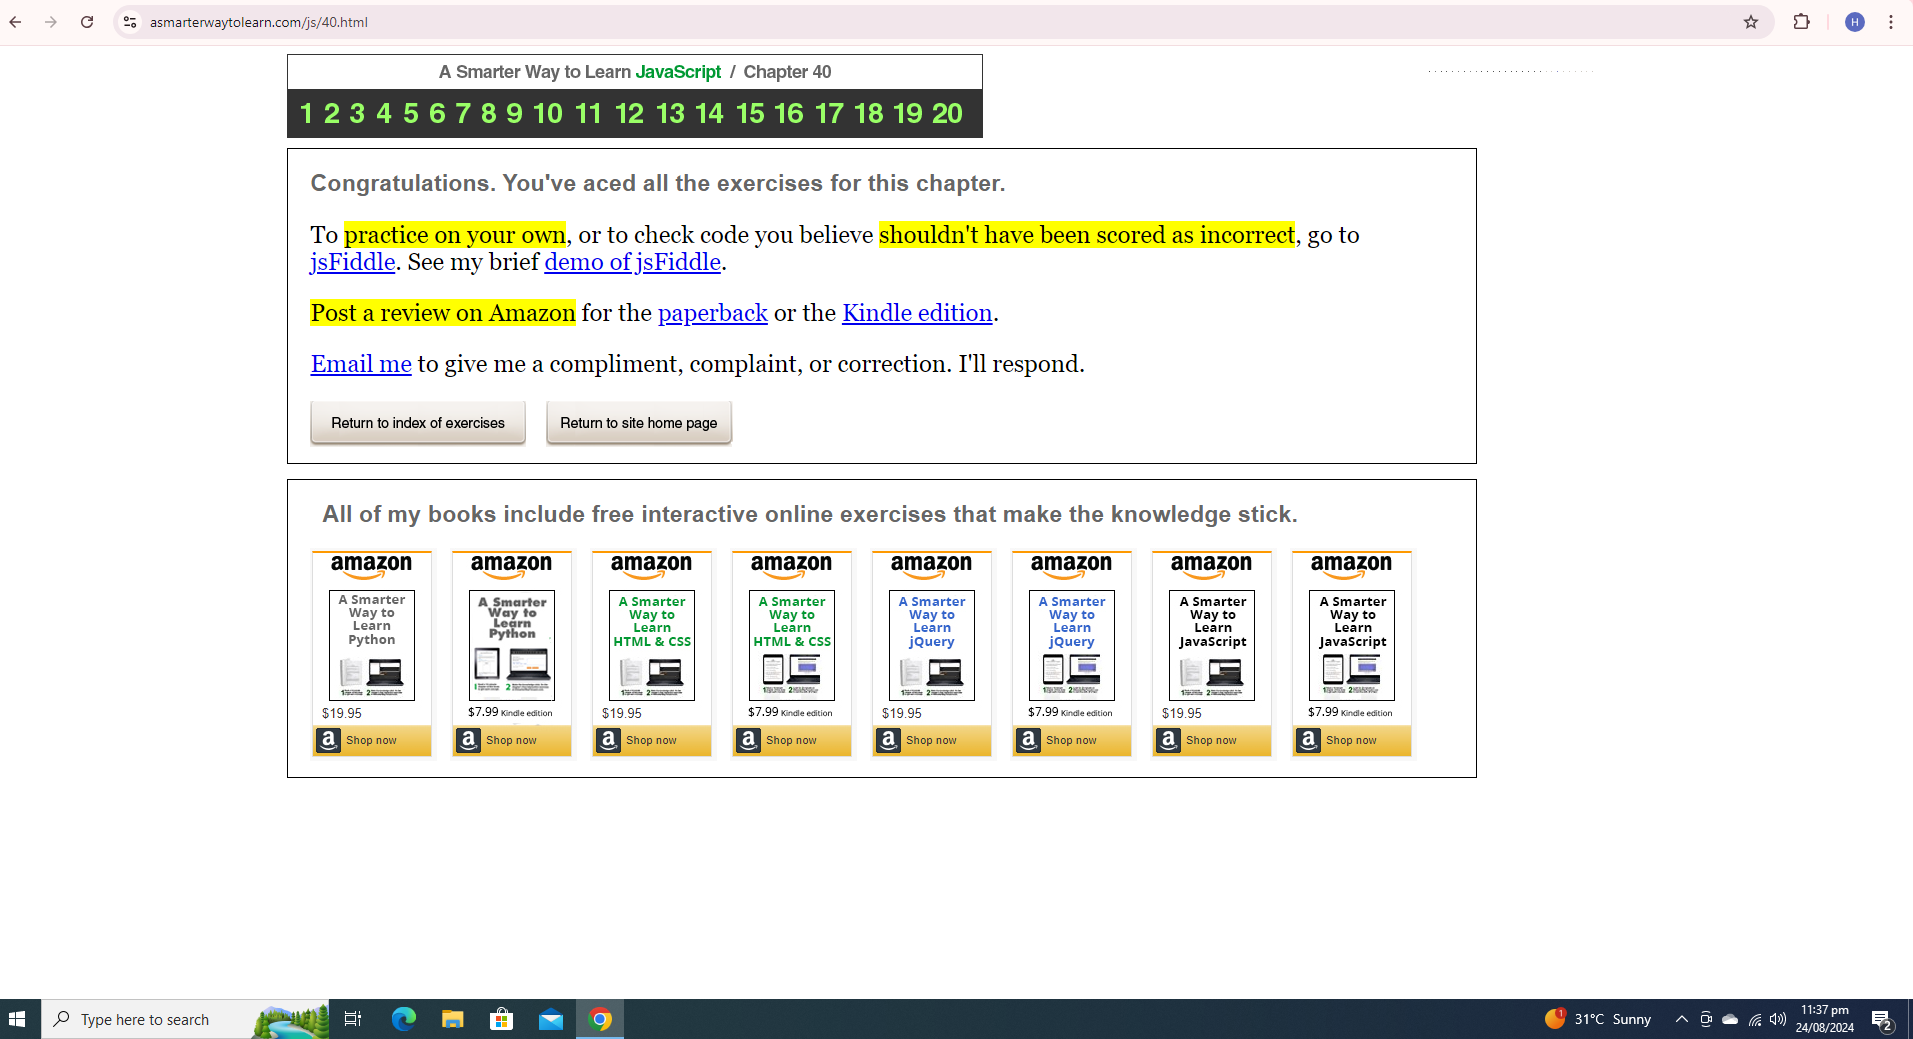 asmarterwaytolearn.com/js/40.html
H
A Smarter Way to Learn JavaScript / Chapter 40
1 2 3 4 5 6 7 8 9 10 11 12 13 14 15 16 17 18 19 20
Congratulations. You've aced all the exercises for this chapter.
To practice on your own, or to check code you believe shouldn't have been scored as incorrect, go to
jsFiddle. See my brief demo of jsFiddle.
Post a review on Amazon for the paperback or the Kindle edition.
Email me to give me a compliment, complaint, or correction. I'll respond.
Return to index of exercises
Return to site home page
All of my books include free interactive online exercises that make the knowledge stick.
amazon
A Smarter
Way to
Learn
Python
$19.95
a Shop now
amazon
A Smarter
Way to
Learn
Python
$7.99 Kindle edition
a Shop now
amazon
A Smarter
Way to
Learn
HTML & CSS
$19.95
a Shop now
amazon
A Smarter
Way to
Learn
HTML & CSS
$7.99 Kindle edition
a Shop now
amazon
A Smarter
Way to
Learn
jQuery
$19.95
a Shop now
amazon
A Smarter
Way to
Learn
jQuery
$7.99 Kindle edition
a Shop now
amazon
A Smarter
Way to
Learn
JavaScript
$19.95
a Shop now
amazon
A Smarter
Way to
Learn
JavaScript
$7.99 Kindle edition
a Shop now
Type here to search
1
31°C Sunny
11:37 pm
24/08/2024
2